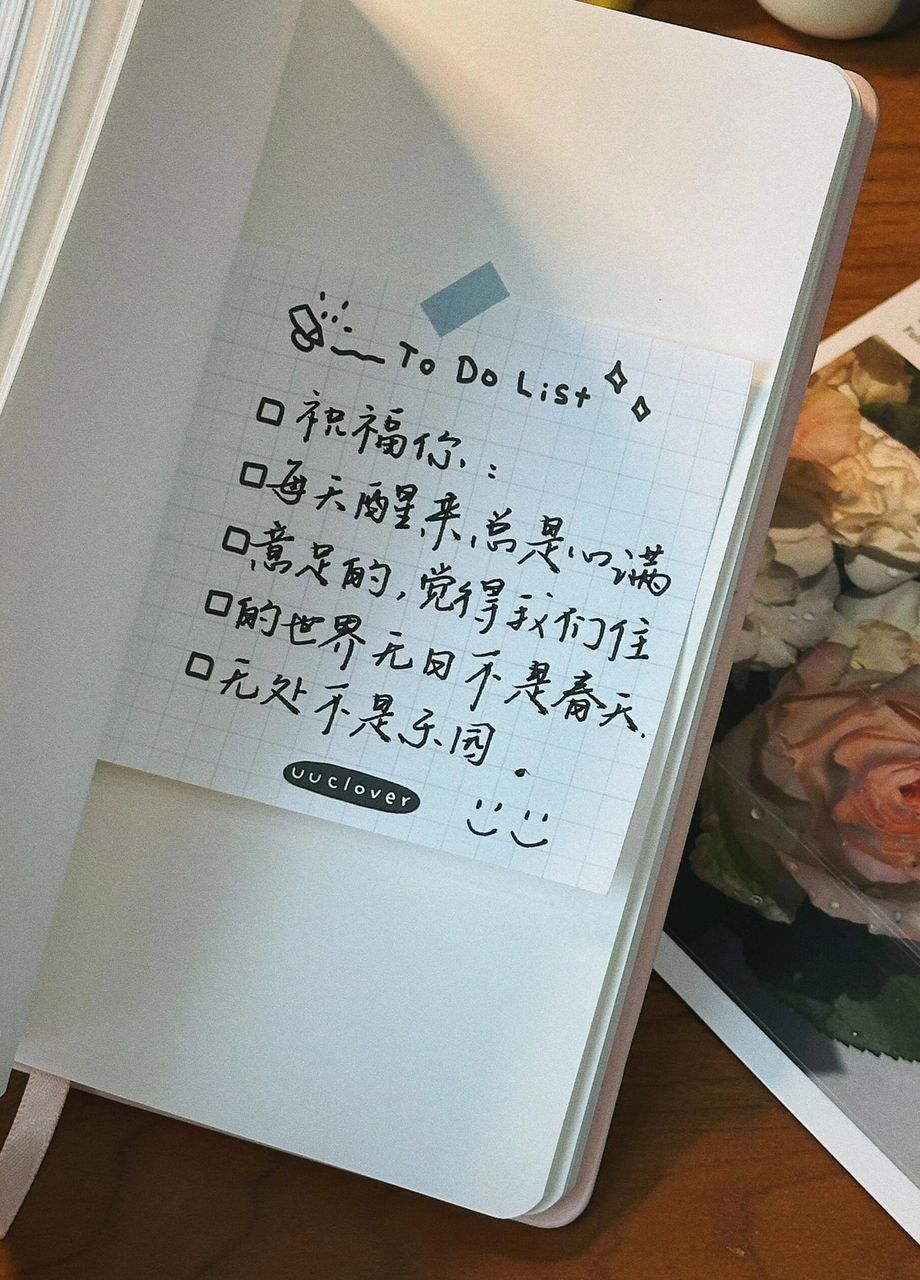 To Do List
祝福你:
每天醒来,总是心满
意足的,觉得我们住
的世界无日不是春天.
无处不是乐园。
uuclover